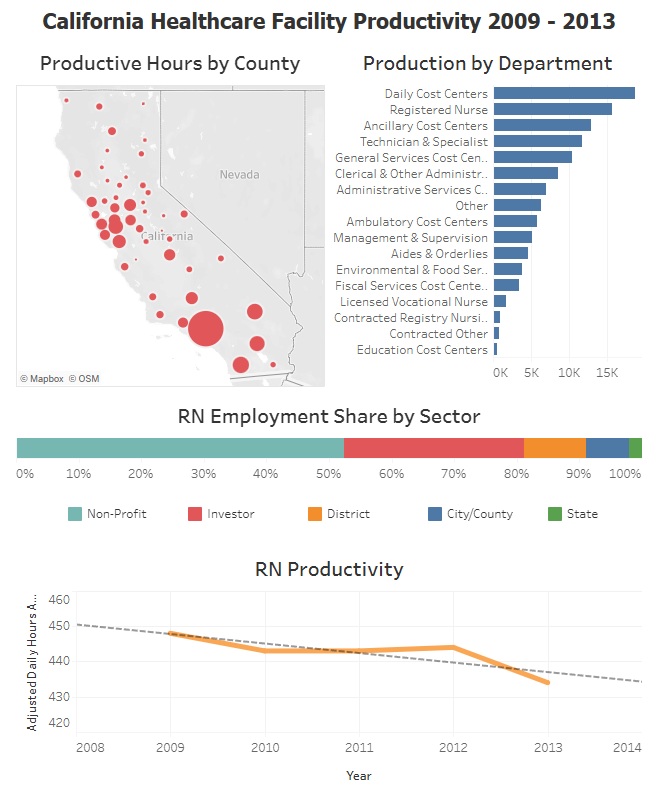 California Healthcare Facility Productivity 2009 - 2013
Productive Hours by County
Nevada
California
© Mapbox © OSM
Production by Department
Daily Cost Centers
Registered Nurse
Ancillary Cost Centers
Technician & Specialist
General Services Cost Cen..
Clerical & Other Administr..
Administrative Services C..
Other
Ambulatory Cost Centers
Management & Supervision
Aides & Orderlies
Environmental & Food Ser..
Fiscal Services Cost Cente..
Licensed Vocational Nurse
Contracted Registry Nursi..
Contracted Other
Education Cost Centers
0K 5K 10K 15K
RN Employment Share by Sector
0% 10% 20% 30% 40% 50% 60% 70% 80% 90% 100%
Non-Profit Investor District City/County State
RN Productivity
Adjusted Daily Hours A...
460
450
440
430
420
2008 2009 2010 2011 2012 2013 2014
Year